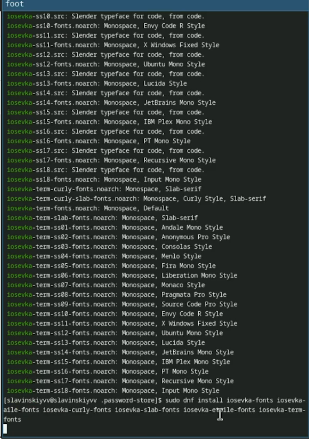 foot
iosevka-ss10.src: Slender typeface for code, from code.
iosevka-ss10-fonts.noarch: Monospace, Envy Code R Style
iosevka-ss11.src: Slender typeface for code, from code.
iosevka-ss11-fonts.noarch: Monospace, X Windows Fixed Style
iosevka-ss12.src: Slender typeface for code, from code.
iosevka-ss12-fonts.noarch: Monospace, Ubuntu Mono Style
iosevka-ss13.src: Slender typeface for code, from code.
iosevka-ss13-fonts.noarch: Monospace, Lucida Style
iosevka-ss14.src: Slender typeface for code, from code.
iosevka-ss14-fonts.noarch: Monospace, JetBrains Mono Style
iosevka-ss15.src: Slender typeface for code, from code.
iosevka-ss15-fonts.noarch: Monospace, IBM Plex Mono Style
iosevka-ss16.src: Slender typeface for code, from code.
iosevka-ss16-fonts.noarch: Monospace, PT Mono Style
iosevka-ss17.src: Slender typeface for code, from code.
iosevka-ss17-fonts.noarch: Monospace, Recursive Mono Style
iosevka-ss18.src: Slender typeface for code, from code.
iosevka-ss18-fonts.noarch: Monospace, Input Mono Style
iosevka-term-curly-fonts.noarch: Monospace, Slab-serif
iosevka-term-curly-slab-fonts.noarch: Monospace, Curly Style, Slab-serif
iosevka-term-fonts.noarch: Monospace, Default
iosevka-term-slab-fonts.noarch: Monospace, Slab-serif
iosevka-term-ss01-fonts.noarch: Monospace, Andale Mono Style
iosevka-term-ss02-fonts.noarch: Monospace, Anonymous Pro Style
iosevka-term-ss03-fonts.noarch: Monospace, Consolas Style
iosevka-term-ss04-fonts.noarch: Monospace, Menlo Style
iosevka-term-ss05-fonts.noarch: Monospace, Fira Mono Style
iosevka-term-ss06-fonts.noarch: Monospace, Liberation Mono Style
iosevka-term-ss07-fonts.noarch: Monospace, Monaco Style
iosevka-term-ss08-fonts.noarch: Monospace, Pragmata Pro Style
iosevka-term-ss09-fonts.noarch: Monospace, Source Code Pro Style
iosevka-term-ss10-fonts.noarch: Monospace, Envy Code R Style
iosevka-term-ss11-fonts.noarch: Monospace, X Windows Fixed Style
iosevka-term-ss12-fonts.noarch: Monospace, Ubuntu Mono Style
iosevka-term-ss13-fonts.noarch: Monospace, Lucida Style
iosevka-term-ss14-fonts.noarch: Monospace, JetBrains Mono Style
iosevka-term-ss15-fonts.noarch: Monospace, IBM Plex Mono Style
iosevka-term-ss16-fonts.noarch: Monospace, PT Mono Style
iosevka-term-ss17-fonts.noarch: Monospace, Recursive Mono Style
iosevka-term-ss18-fonts.noarch: Monospace, Input Mono Style
[slavinskiyvv@slavinskiyvv .password-store]$ sudo dnf install iosevka-fonts iosevka-
aile-fonts iosevka-curly-fonts iosevka-slab-fonts iosevka-etoile-fonts iosevka-term-
fonts